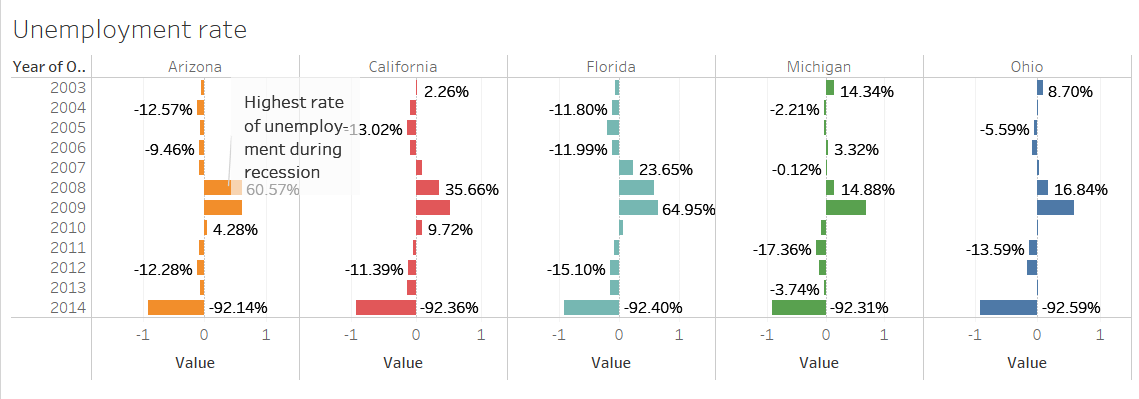 Unemployment rate
Year of O.. Arizona California Florida Michigan Ohio
2003 2.26% 14.34% 8.70%
2004 -12.57% -11.80% -2.21%
2005 -13.02% -5.59%
2006 -9.46% -11.99% 3.32%
2007 23.65% -0.12%
2008 60.57% 35.66% 14.88% 16.84%
2009 64.95%
2010 4.28% 9.72%
2011 -17.36% -13.59%
2012 -12.28% -11.39% -15.10%
2013 -3.74%
2014 -92.14% -92.36% -92.40% -92.31% -92.59%
Highest rate
of unemploy-
ment during
recession
-1 0 1 -1 0 1 -1 0 1 -1 0 1 -1 0 1
Value Value Value Value Value